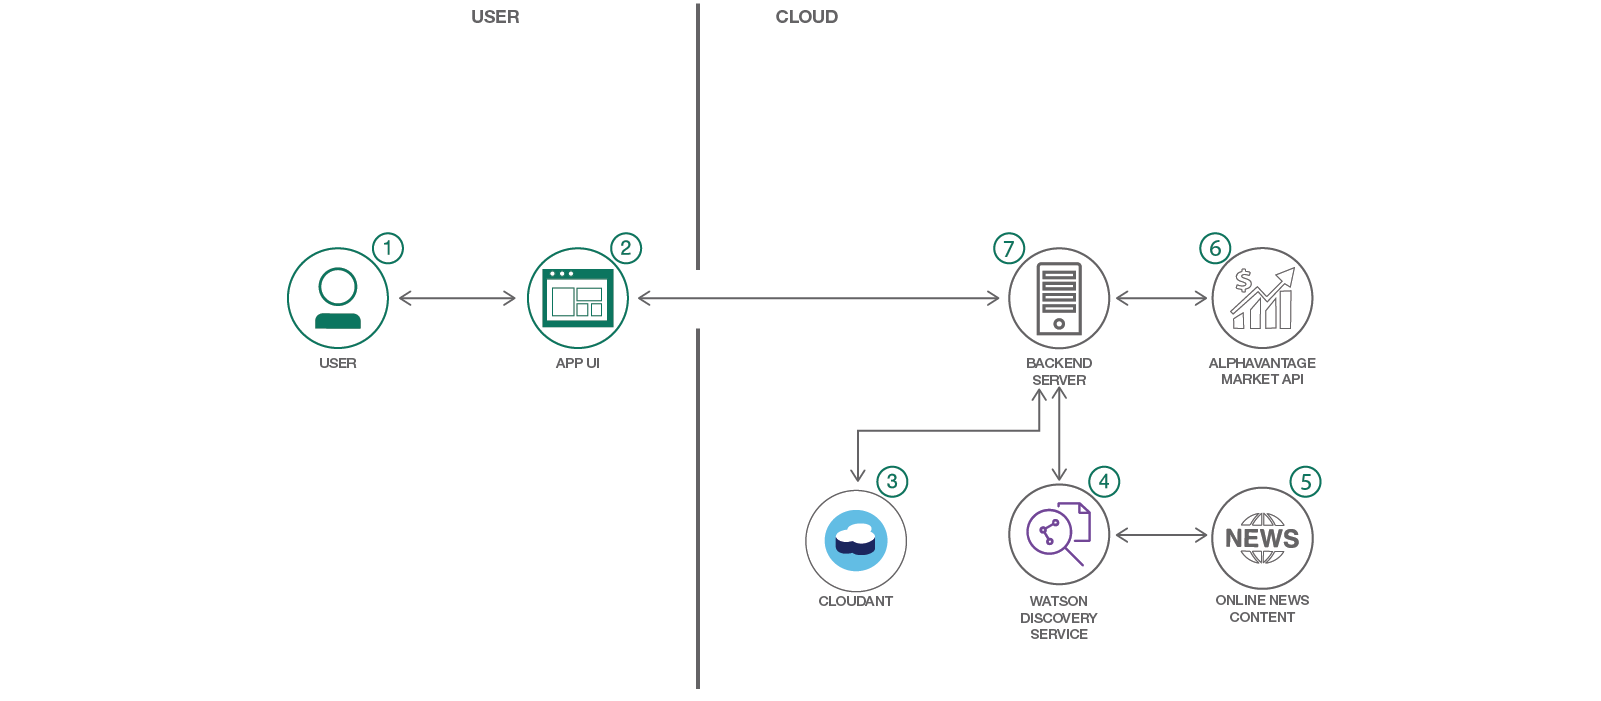 USER
CLOUD
1
2
7
6
$
USER
APP UI
BACKEND
SERVER
ALPHAVANTAGE
MARKET API
3
4
5
NEWS
CLOUDANT
WATSON
DISCOVERY
SERVICE
ONLINE NEWS
CONTENT